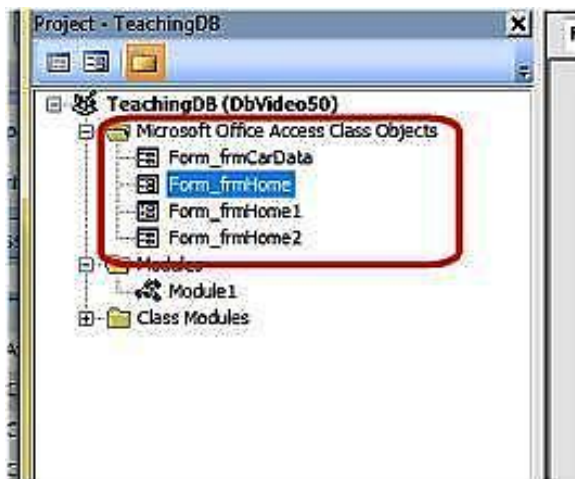 Project - TeachingDB
TeachingDB (DbVideo50)
Microsoft Office Access Class Objects
Form_frmCarData
Form_frmHome
Form_frmHome1
Form_frmHome2
Modules
Module1
Class Modules